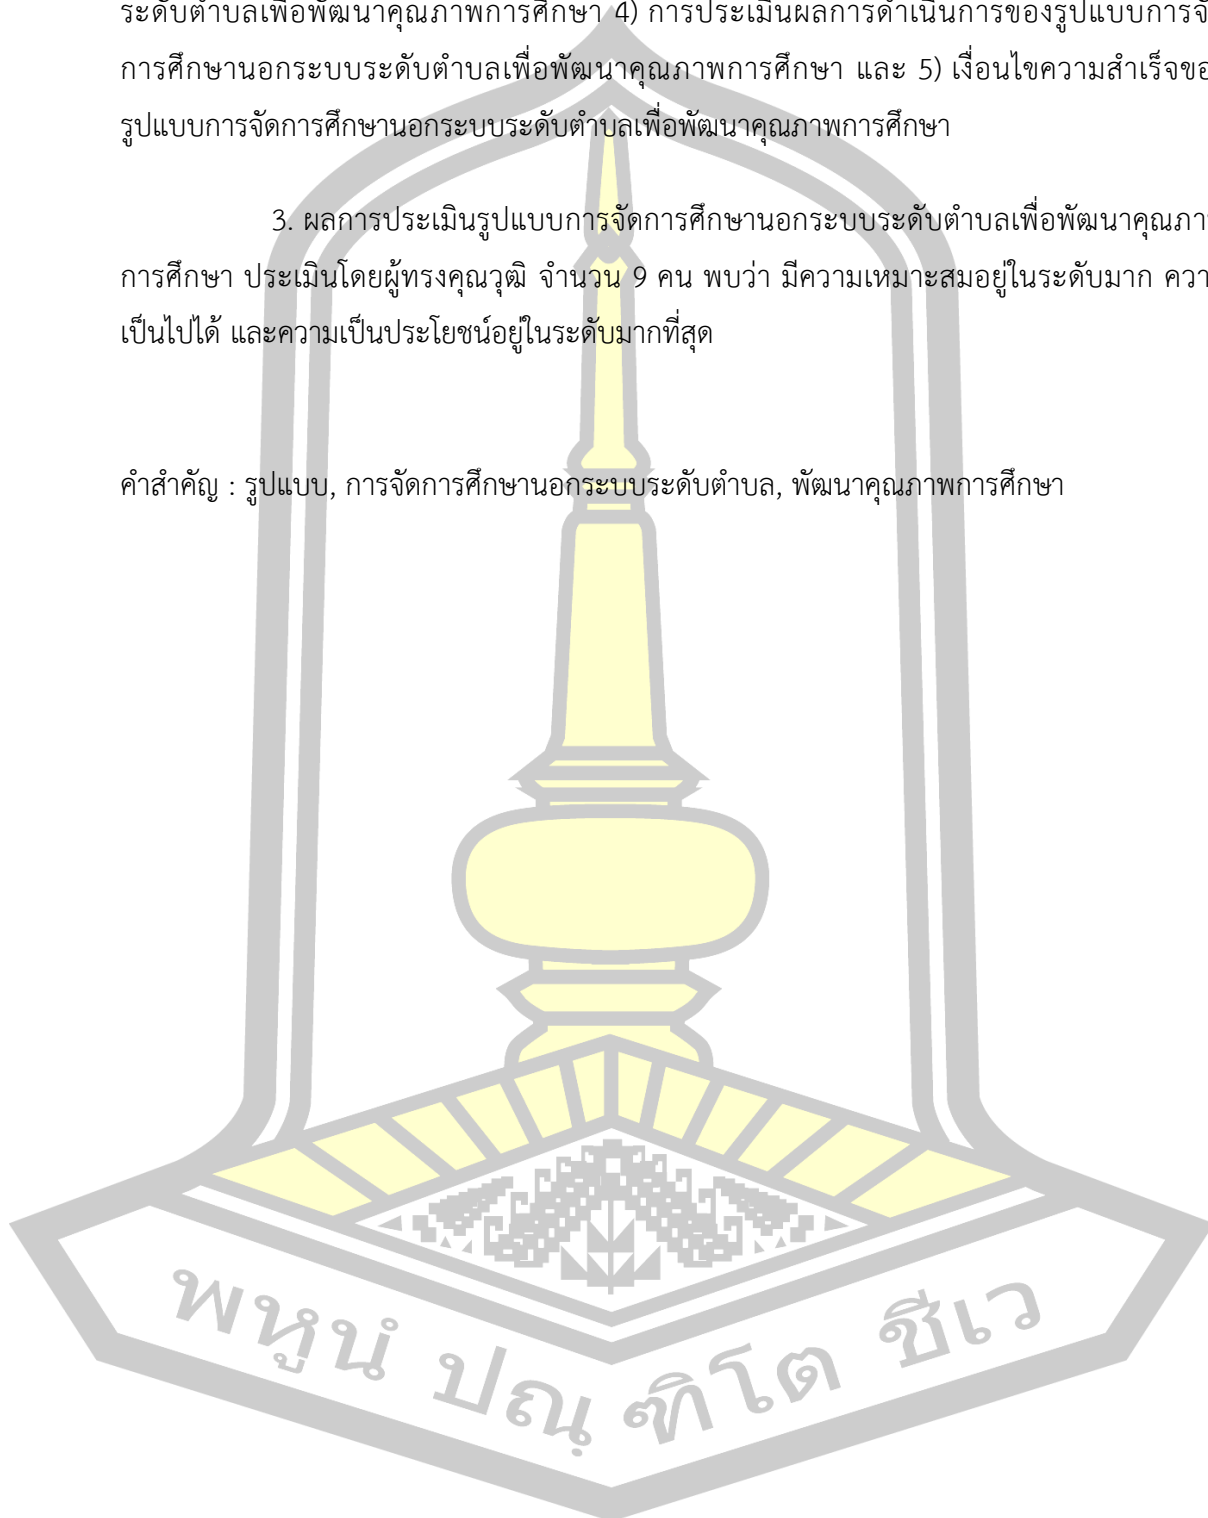 ระดับตำบลเพื่อพัฒนาคุณภาพการศึกษา 4) การประเมินผลการดำเนินการของรูปแบบการจั
การศึกษานอกระบบระดับตำบลเพื่อพัฒนาคุณภาพการศึกษา และ 5) เงื่อนไขความสำเร็จขอ
รูปแบบการจัดการศึกษานอกระบบระดับตำบลเพื่อพัฒนาคุณภาพการศึกษา
3. ผลการประเมินรูปแบบการจัดการศึกษานอกระบบระดับตำบลเพื่อพัฒนาคุณภา
การศึกษา ประเมินโดยผู้ทรงคุณวุฒิ จำนวน 9 คน พบว่า มีความเหมาะสมอยู่ในระดับมาก ควา
เป็นไปได้ และความเป็นประโยชน์อยู่ในระดับมากที่สุด
คำสำคัญ : รูปแบบ, การจัดการศึกษานอกระบบระดับตำบล, พัฒนาคุณภาพการศึกษา
พหูนํ ปณฺฑิโต ชีเว